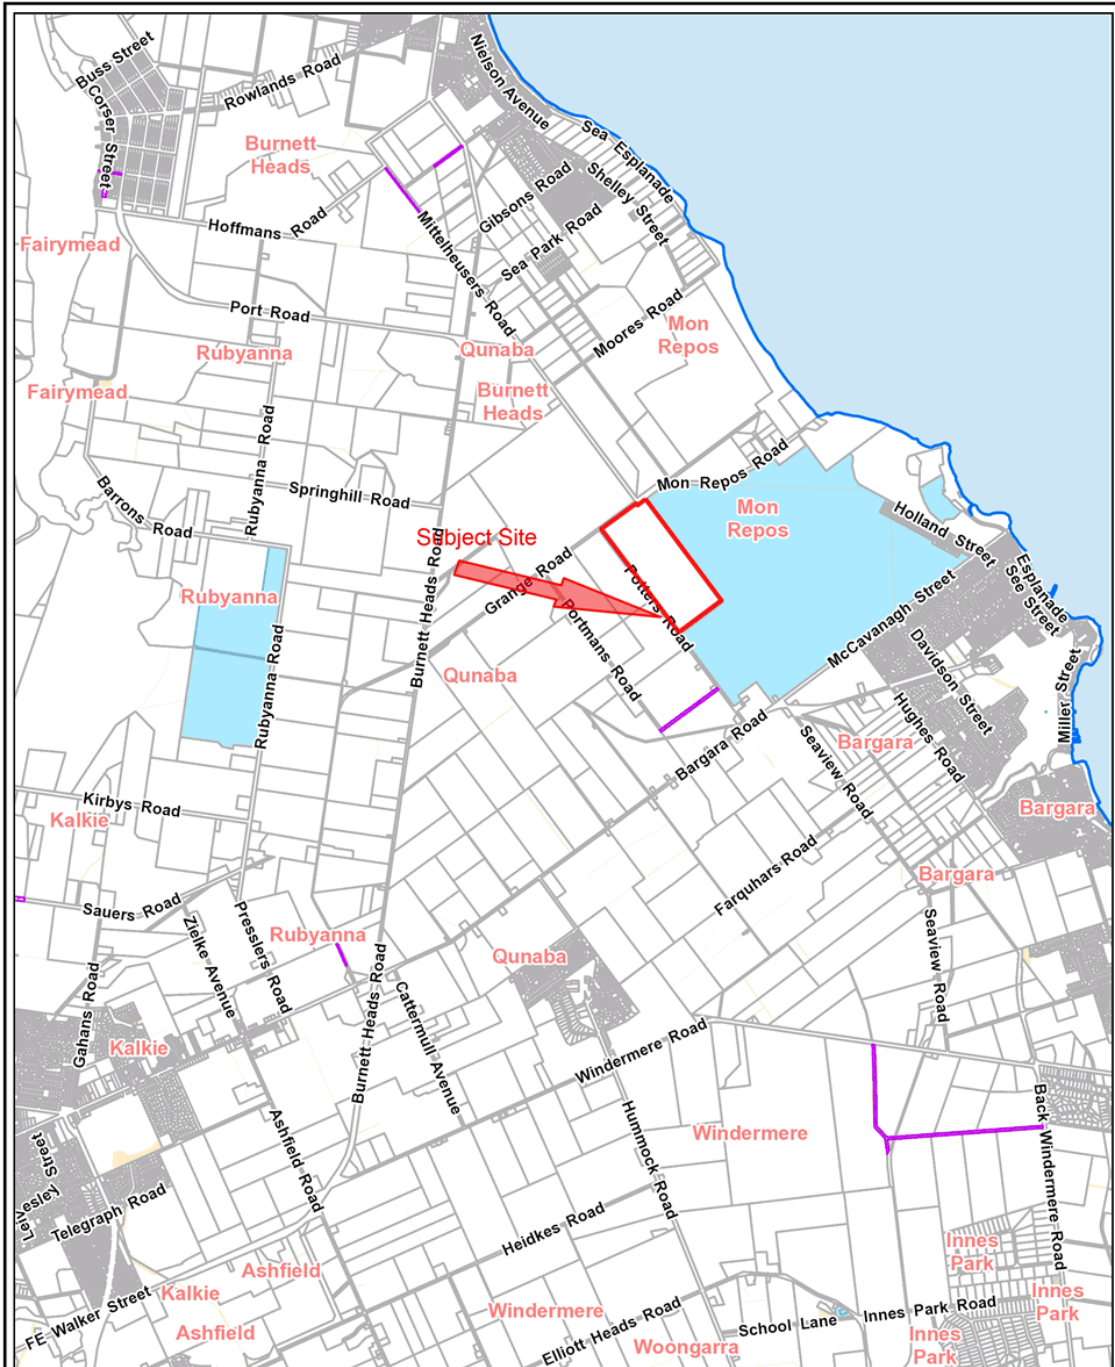 Buss Street
Corser Street
Rowlands Road
Nielson Avenue
Burnett
Heads
Sea Esplanade
Shelley Street
Gibsons Road
Sea Park Road
Hoffmans Road
Mittelheusers Road
Fairymead
Port Road
Rubyanna
Qunaba
Moores Road
Mon
Repos
Fairymead
Burnett
Heads
Rubyanna Road
Springhill Road
Barrons Road
Mon Repos Road
Mon
Repos
Holland Street
Subject Site
Burnett Heads Road
Grange Road
Potters Road
Portmans Road
Esplanade
See Street
McCavanagh Street
Rubyanna
Rubyanna Road
Qunaba
Davidson Street
Miller Street
Hughes Road
Bargara Road
Seaview Road
Bargara
Kirbys Road
Kalkie
Bargara
Farquhars Road
Bargara
Sauers Road
Zielke Avenue
Presslers Road
Rubyanna
Qunaba
Seaview Road
Gahans Road
Kalkie
Burnett Heads Road
Cattermull Avenue
Windermere Road
Ashfield Road
Hummock Road
Windermere
Back Windermere Road
Leivesley Street
Telegraph Road
Heidkes Road
Innes
Park
Ashfield
Kalkie
FE Walker Street
Ashfield
Windermere
Elliott Heads Road
Woongarra
School Lane
Innes Park Road
Innes
Park
Innes
Park